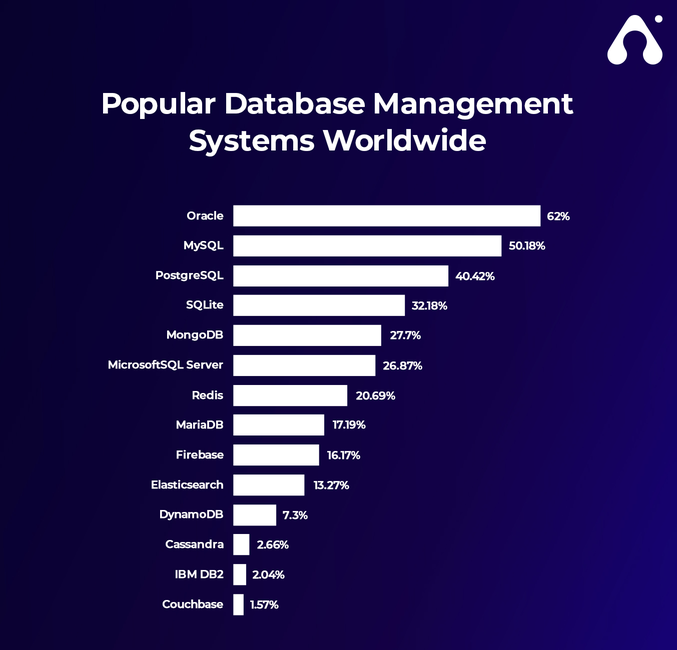 Popular Database Management
Systems Worldwide
Oracle 62%
MySQL 50.18%
PostgreSQL 40.42%
SQLite 32.18%
MongoDB 27.7%
MicrosoftSQL Server 26.87%
Redis 20.69%
MariaDB 17.19%
Firebase 16.17%
Elasticsearch 13.27%
DynamoDB 7.3%
Cassandra 2.66%
IBM DB2 2.04%
Couchbase 1.57%